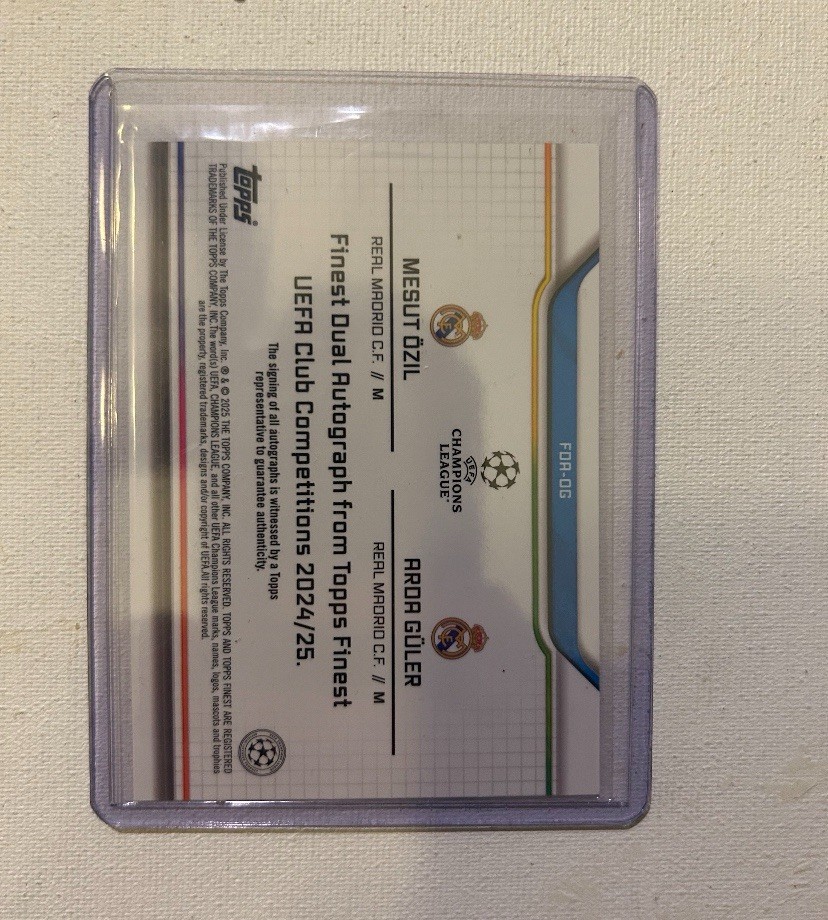 FDA-OG
UEFA
CHAMPIONS
LEAGUE
MESUT ÖZIL
REAL MADRID C.F. // M
ARDA GÜLER
REAL MADRID C.F. // M
Finest Dual Autograph from Topps Finest
UEFA Club Competitions 2024/25.
The signing of all autographs is witnessed by a Topps
representative to guarantee authenticity.
topps
Published Under License by The Topps Company, Inc. ® & © 2025 THE TOPPS COMPANY, INC. ALL RIGHTS RESERVED. TOPPS AND TOPPS FINEST ARE REGISTERED
TRADEMARKS OF THE TOPPS COMPANY, INC. The word(s) UEFA, CHAMPIONS LEAGUE, and all other UEFA Champions League marks, names, logos, mascots and trophies
are the property, registered trademarks, designs and/or copyright of UEFA. All rights reserved.